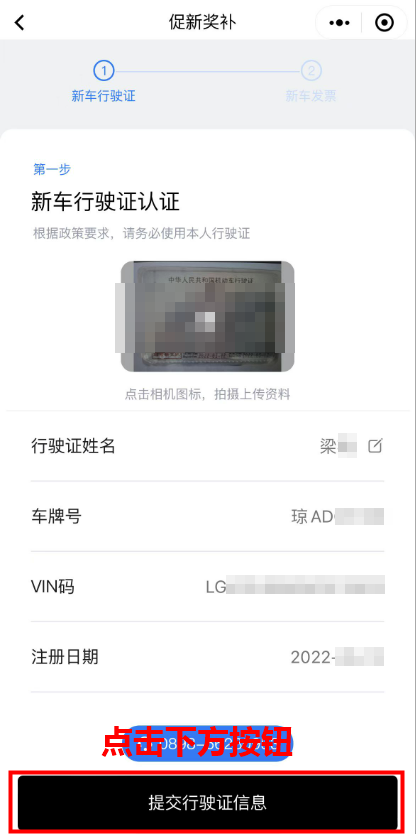 促新奖补
1
2
新车行驶证
新车发票
第一步
新车行驶证认证
根据政策要求，请务必使用本人行驶证
中华人民共和国机动车行驶证
点击相机图标，拍摄上传资料
行驶证姓名
梁
车牌号
琼AD
VIN码
LG
注册日期
2022-
点击下方按钮
提交行驶证信息